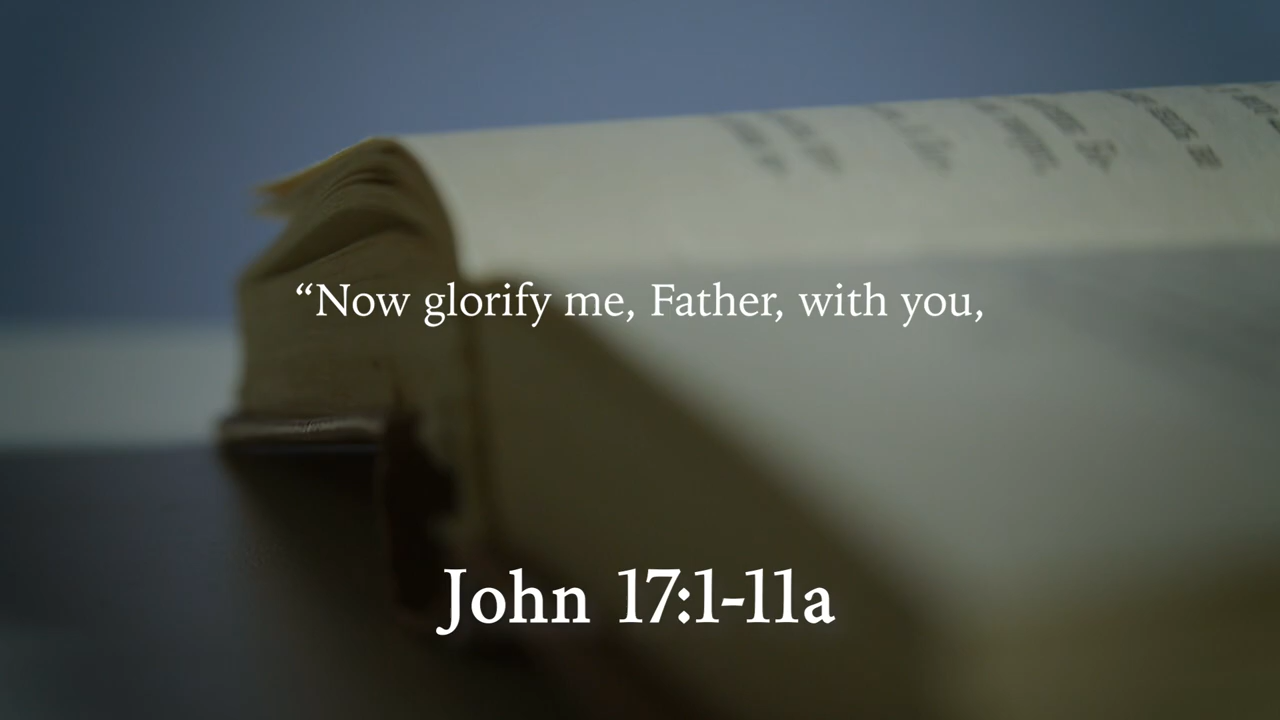 “Now glorify me, Father, with you,
John 17:1-11a